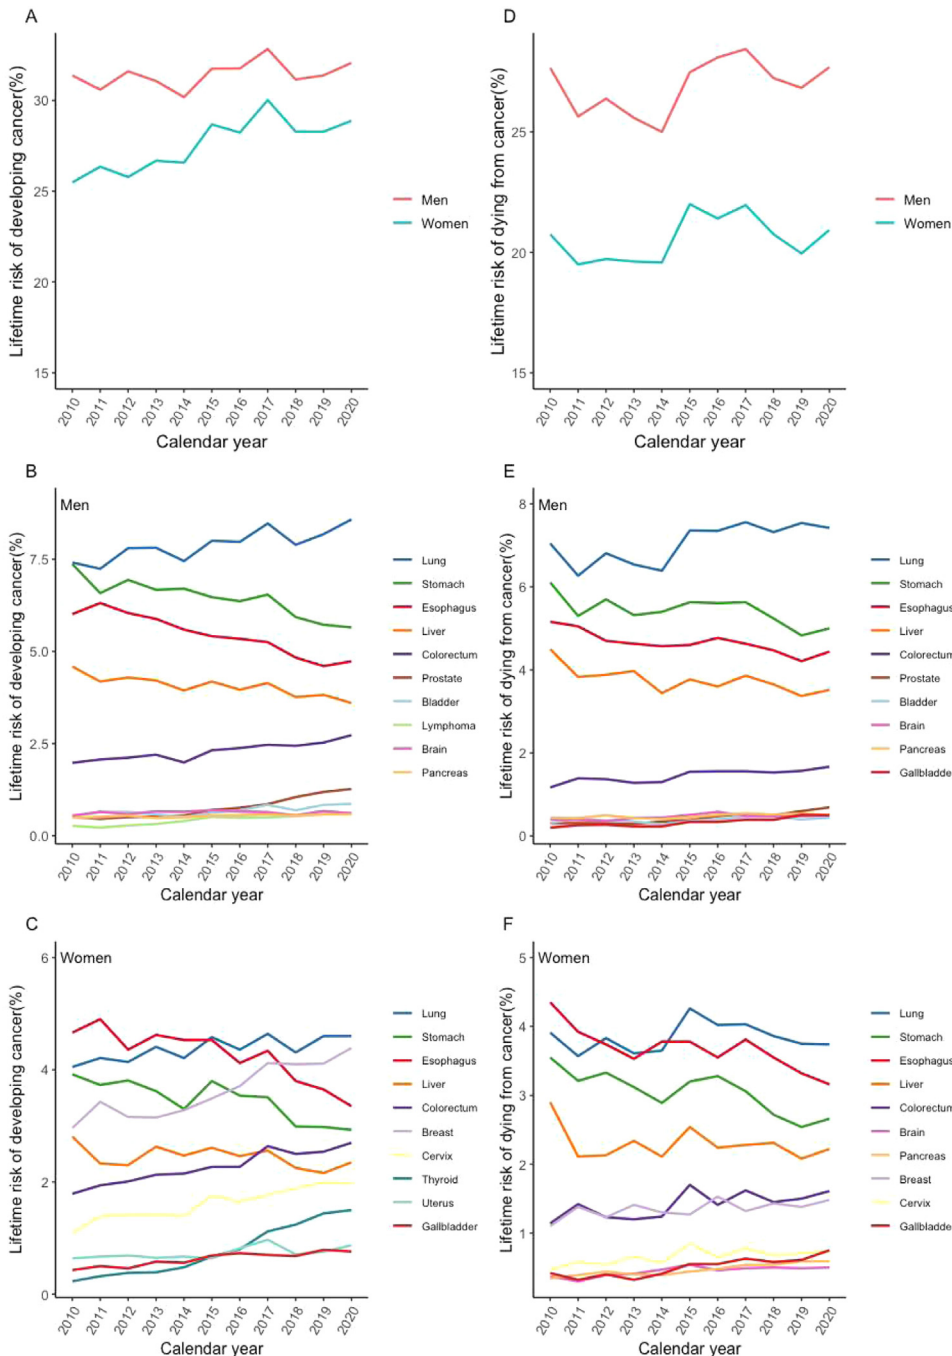 A
Lifetime risk of developing cancer(%)
30
25
20
15
2010 2011 2012 2013 2014 2015 2016 2017 2018 2019 2020
Calendar year
Men
Women
D
Lifetime risk of dying from cancer(%)
25
20
15
2010 2011 2012 2013 2014 2015 2016 2017 2018 2019 2020
Calendar year
Men
Women
B
Men
Lifetime risk of developing cancer(%)
7.5
5.0
2.5
0.0
2010 2011 2012 2013 2014 2015 2016 2017 2018 2019 2020
Calendar year
Lung
Stomach
Esophagus
Liver
Colorectum
Prostate
Bladder
Lymphoma
Brain
Pancreas
E
Men
Lifetime risk of dying from cancer(%)
8
6
4
2
0
2010 2011 2012 2013 2014 2015 2016 2017 2018 2019 2020
Calendar year
Lung
Stomach
Esophagus
Liver
Colorectum
Prostate
Bladder
Brain
Pancreas
Gallbladder
C
Women
Lifetime risk of developing cancer(%)
6
4
2
0
2010 2011 2012 2013 2014 2015 2016 2017 2018 2019 2020
Calendar year
Lung
Stomach
Esophagus
Liver
Colorectum
Breast
Cervix
Thyroid
Uterus
Gallbladder
F
Women
Lifetime risk of dying from cancer(%)
5
4
3
2
1
2010 2011 2012 2013 2014 2015 2016 2017 2018 2019 2020
Calendar year
Lung
Stomach
Esophagus
Liver
Colorectum
Brain
Pancreas
Breast
Cervix
Gallbladder